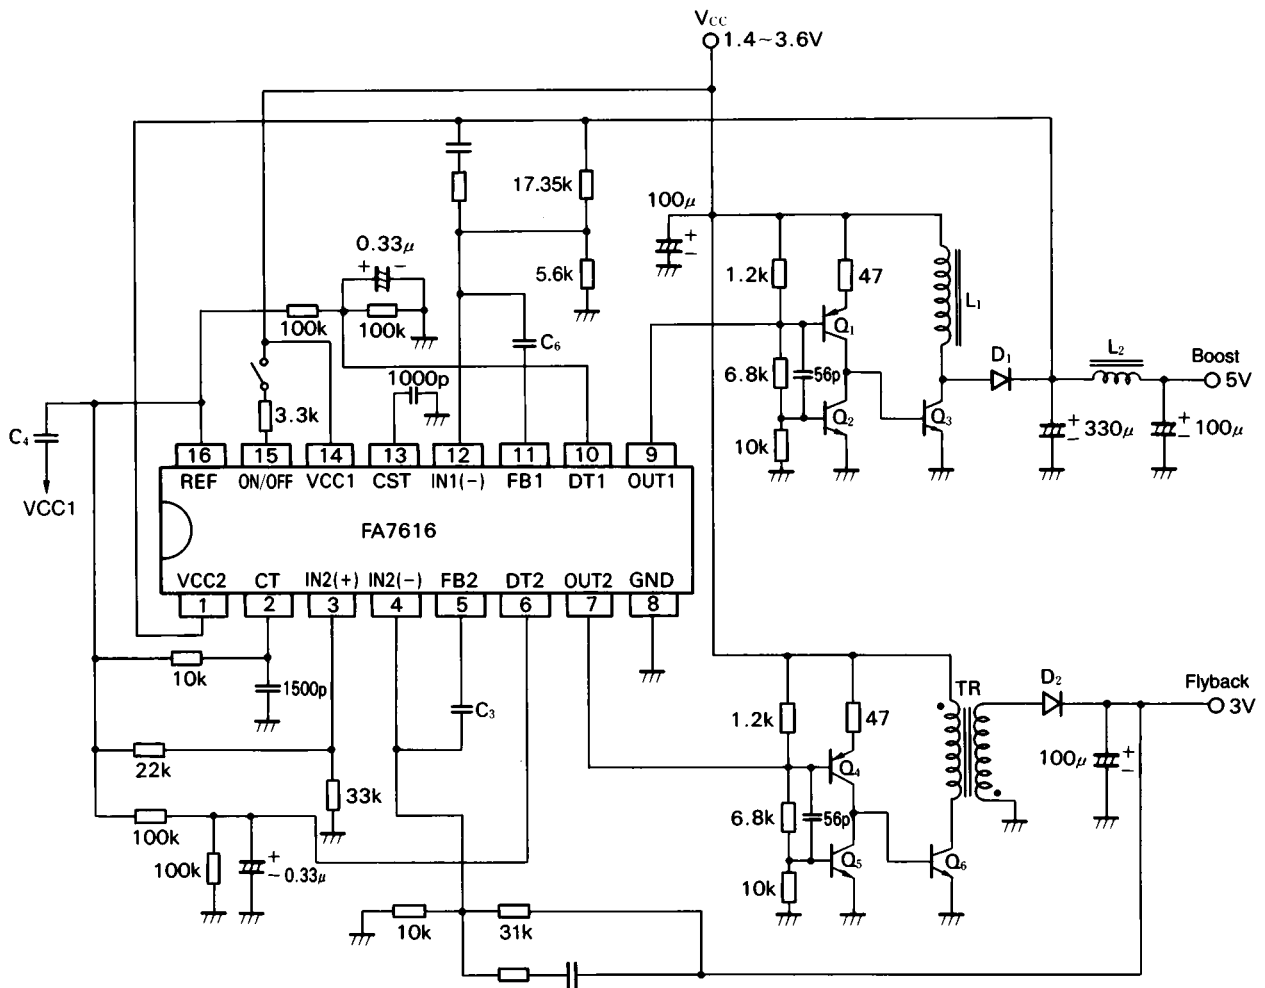 VCC
1.4~3.6V
100μ
+
−
17.35k
5.6k
0.33μ
+ −
100k
100k
C6
1.2k
47
L1
Q1
6.8k
56p
Q2
10k
Q3
D1
L2
Boost
5V
+
−
330μ
+
−
100μ
1000p
3.3k
C4
VCC1
16 15 14 13 12 11 10 9
REF ON/OFF VCC1 CST IN1(−) FB1 DT1 OUT1
FA7616
VCC2 CT IN2(+) IN2(−) FB2 DT2 OUT2 GND
1 2 3 4 5 6 7 8
10k
1500p
C3
22k
33k
100k
100k
+
− 0.33μ
10k
31k
1.2k
47
TR
D2
Flyback
3V
Q4
6.8k
56p
Q5
10k
Q6
100μ
+
−